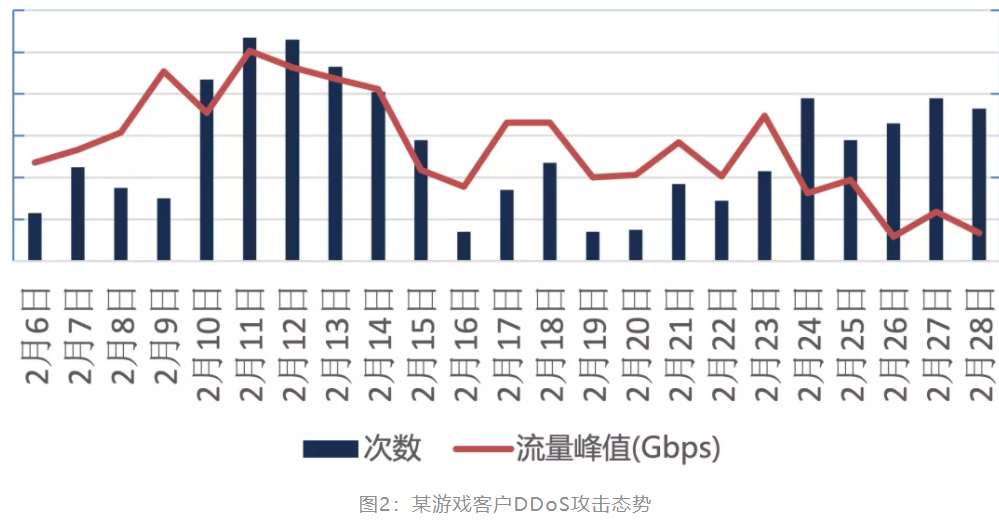 2月6日
2月7日
2月8日
2月9日
2月10日
2月11日
2月12日
2月13日
2月14日
2月15日
2月16日
2月17日
2月18日
2月19日
2月20日
2月21日
2月22日
2月23日
2月24日
2月25日
2月26日
2月27日
2月28日
次数 流量峰值(Gbps)
图2：某游戏客户DDoS攻击态势